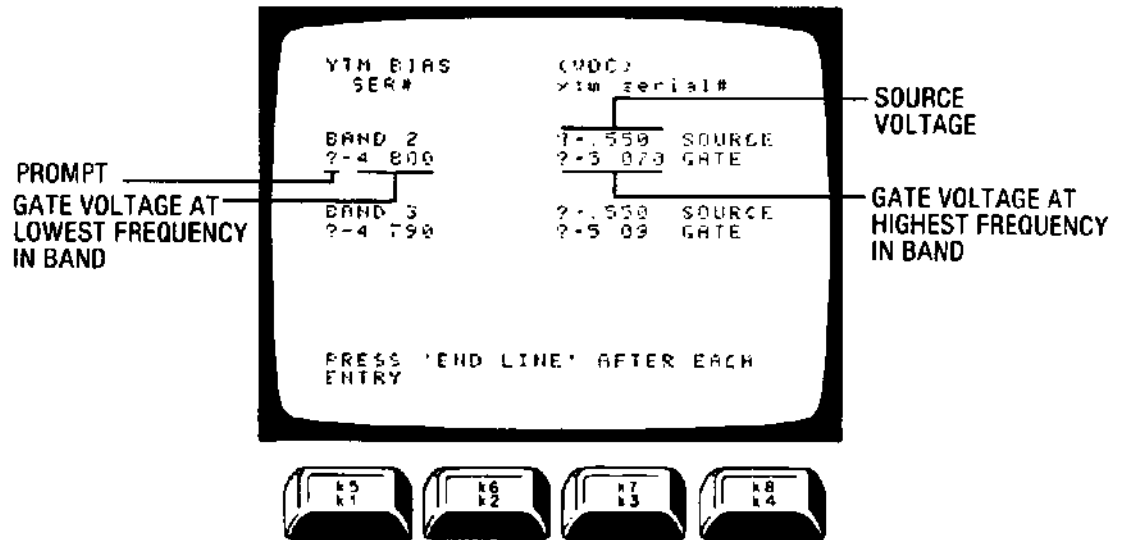 YTM BIAS (VDC)
SER# ytm serial#
BAND 2 ?-.550 SOURCE
?-4 800 ?-5 070 GATE
BAND 3 ?-.550 SOURCE
?-4 790 ?-5 09 GATE
PRESS 'END LINE' AFTER EACH
ENTRY
PROMPT
GATE VOLTAGE AT
LOWEST FREQUENCY
IN BAND
SOURCE
VOLTAGE
GATE VOLTAGE AT
HIGHEST FREQUENCY
IN BAND
k5 k6 k7 k8
k1 k2 k3 k4